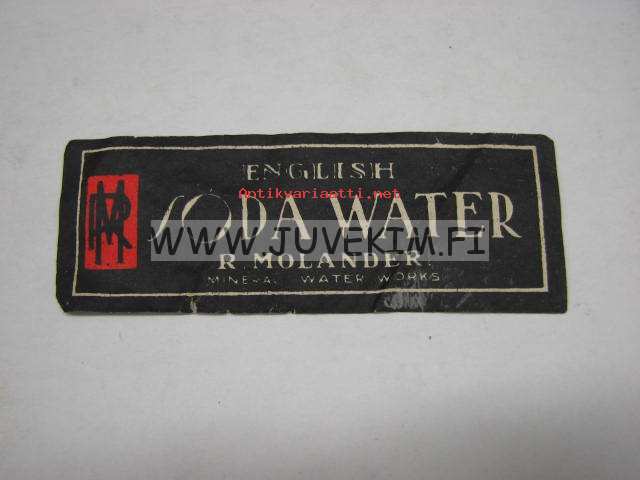 ENGLISH
Antikvariaatti.net
SODA WATER
WWW.JUVEKIM.FI
R. MOLANDER
MINERAL WATER WORKS